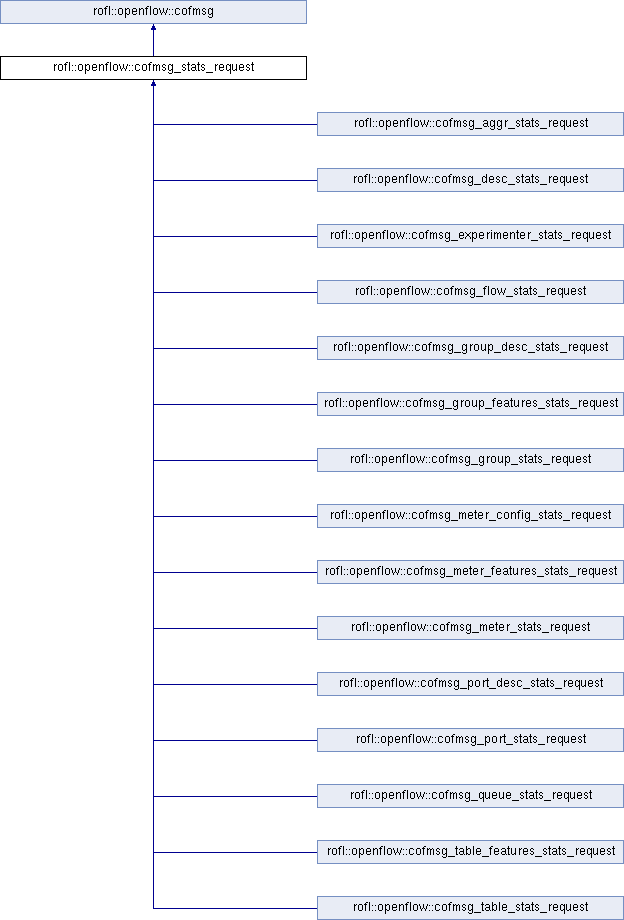 rofl::openflow::cofmsg
rofl::openflow::cofmsg_stats_request
rofl::openflow::cofmsg_aggr_stats_request
rofl::openflow::cofmsg_desc_stats_request
rofl::openflow::cofmsg_experimenter_stats_request
rofl::openflow::cofmsg_flow_stats_request
rofl::openflow::cofmsg_group_desc_stats_request
rofl::openflow::cofmsg_group_features_stats_request
rofl::openflow::cofmsg_group_stats_request
rofl::openflow::cofmsg_meter_config_stats_request
rofl::openflow::cofmsg_meter_features_stats_request
rofl::openflow::cofmsg_meter_stats_request
rofl::openflow::cofmsg_port_desc_stats_request
rofl::openflow::cofmsg_port_stats_request
rofl::openflow::cofmsg_queue_stats_request
rofl::openflow::cofmsg_table_features_stats_request
rofl::openflow::cofmsg_table_stats_request